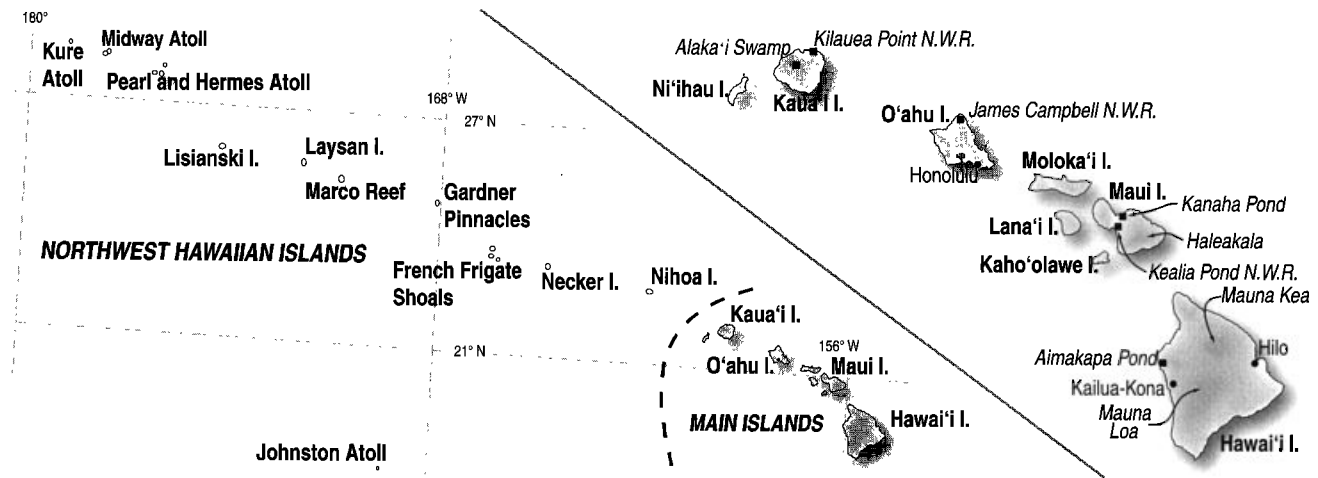 180°
Kure
Atoll
Midway Atoll
Pearl and Hermes Atoll
168° W
27° N
Lisianski I.
Laysan I.
Marco Reef
Gardner
Pinnacles
NORTHWEST HAWAIIAN ISLANDS
French Frigate
Shoals
Necker I.
Nihoa I.
Kaua‘i I.
21° N
O‘ahu I.
156° W
Maui I.
MAIN ISLANDS
Hawai‘i I.
Johnston Atoll
Alaka‘i Swamp
Kilauea Point N.W.R.
Ni‘ihau I.
Kaua‘i I.
O‘ahu I.
James Campbell N.W.R.
Honolulu
Moloka‘i I.
Maui I.
Kanaha Pond
Lana‘i I.
Haleakala
Kaho‘olawe I.
Kealia Pond N.W.R.
Mauna Kea
Aimakapa Pond
Hilo
Kailua-Kona
Mauna
Loa
Hawai‘i I.